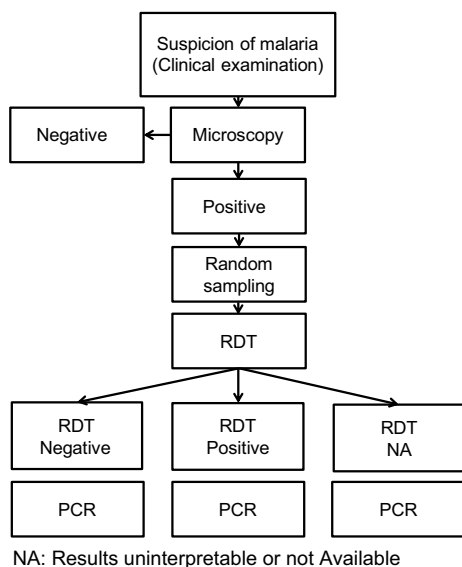 Suspicion of malaria
(Clinical examination)
Negative
Microscopy
Positive
Random
sampling
RDT
RDT
Negative
RDT
Positive
RDT
NA
PCR
PCR
PCR
NA: Results uninterpretable or not Available